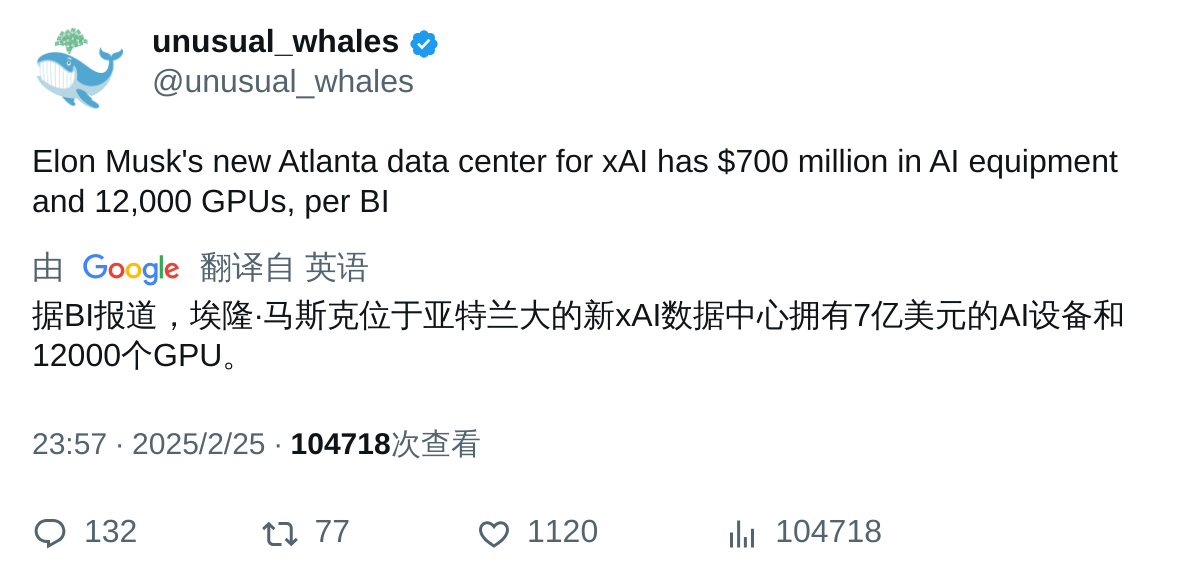 unusual_whales
@unusual_whales
Elon Musk's new Atlanta data center for xAI has $700 million in AI equipment
and 12,000 GPUs, per BI
由 Google 翻译自 英语
据BI报道，埃隆·马斯克位于亚特兰大的新xAI数据中心拥有7亿美元的AI设备和
12000个GPU。
23:57 · 2025/2/25 · 104718次查看
132 77 1120 104718